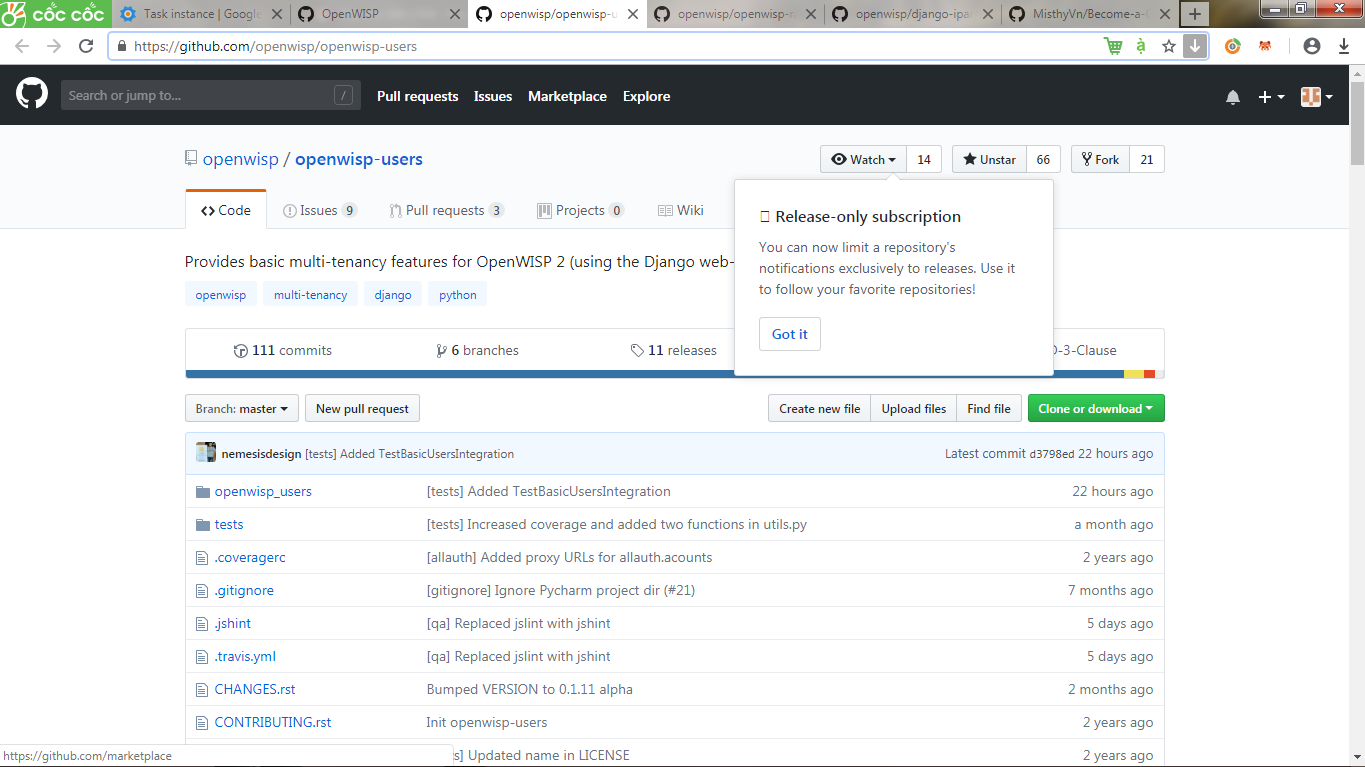 cốc cốc
Task instance | Google
OpenWISP
openwisp/openwisp-u
openwisp/openwisp-n
openwisp/django-ipa
MisthyVn/Become-a-
https://github.com/openwisp/openwisp-users
à
Search or jump to... /
Pull requests Issues Marketplace Explore
openwisp / openwisp-users
Watch 14 Unstar 66 Fork 21
Code Issues 9 Pull requests 3 Projects 0 Wiki
Release-only subscription
You can now limit a repository's
notifications exclusively to releases. Use it
to follow your favorite repositories!
Got it
Provides basic multi-tenancy features for OpenWISP 2 (using the Django web-
openwisp multi-tenancy django python
111 commits 6 branches 11 releases -3-Clause
Branch: master New pull request Create new file Upload files Find file Clone or download
nemesisdesign [tests] Added TestBasicUsersIntegration Latest commit d3798ed 22 hours ago
openwisp_users [tests] Added TestBasicUsersIntegration 22 hours ago
tests [tests] Increased coverage and added two functions in utils.py a month ago
.coveragerc [allauth] Added proxy URLs for allauth.acounts 2 years ago
.gitignore [gitignore] Ignore Pycharm project dir (#21) 7 months ago
.jshint [qa] Replaced jslint with jshint 5 days ago
.travis.yml [qa] Replaced jslint with jshint 5 days ago
CHANGES.rst Bumped VERSION to 0.1.11 alpha 2 months ago
CONTRIBUTING.rst Init openwisp-users 2 years ago
s] Updated name in LICENSE 2 years ago
https://github.com/marketplace